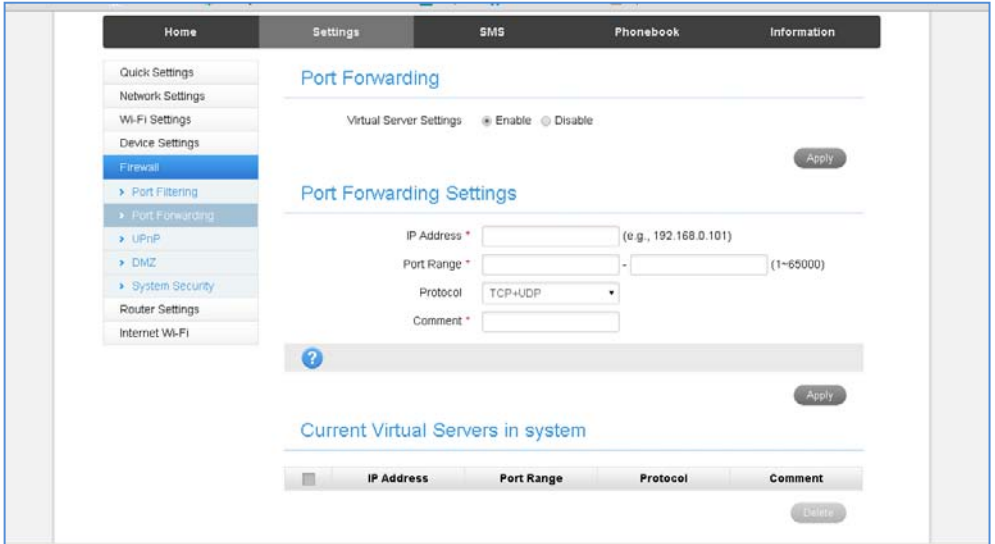 Home Settings SMS Phonebook Information
Quick Settings
Network Settings
Wi-Fi Settings
Device Settings
Firewall
Port Filtering
Port Forwarding
UPnP
DMZ
System Security
Router Settings
Internet Wi-Fi
Port Forwarding
Virtual Server Settings Enable Disable
Apply
Port Forwarding Settings
IP Address * (e.g., 192.168.0.101)
Port Range * - (1~65000)
Protocol TCP+UDP
Comment *
?
Apply
Current Virtual Servers in system
IP Address Port Range Protocol Comment
Delete